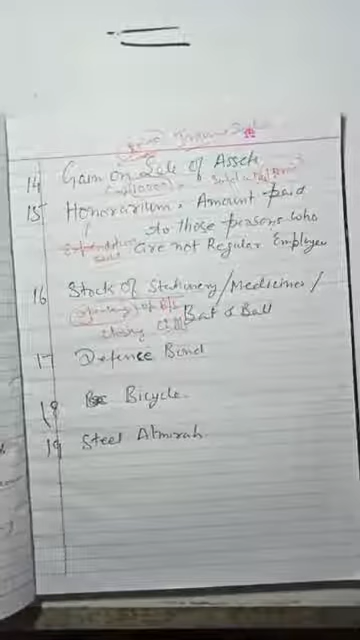 14 Gain on Sale of Assets
15 Honorarium. Amount paid
to those persons who
are not Regular Employee
16 Stock of Stationery/Medicines/
Bat & Ball
17 Defence Bond
18 Bicycle.
19 Steel Almirah.